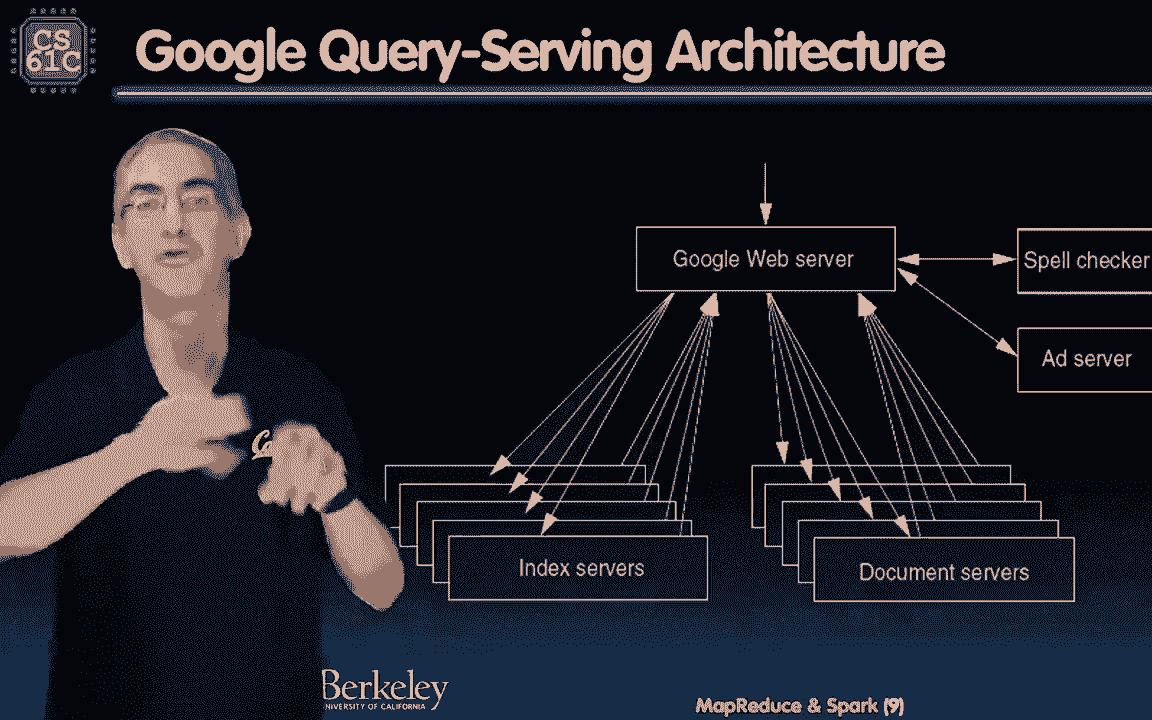 CS
61C
Google Query-Serving Architecture
Google Web server
Spell checker
Ad server
Index servers
Document servers
Ca
Berkeley
UNIVERSITY OF CALIFORNIA
MapReduce & Spark (9)